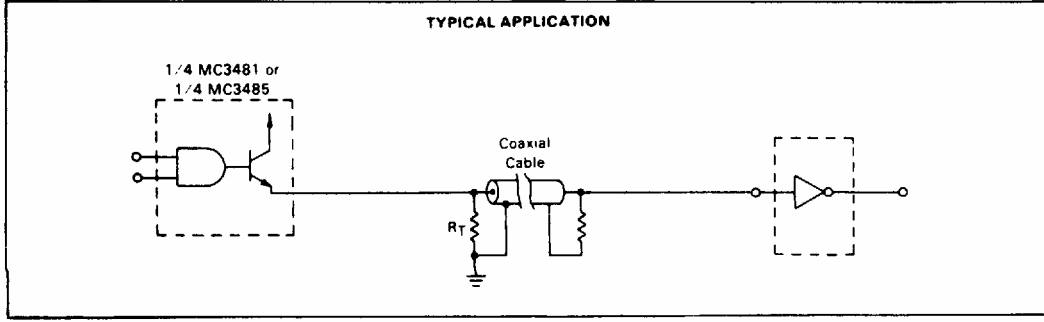 TYPICAL APPLICATION
1/4 MC3481 or
1/4 MC3485
Coaxial
Cable
RT